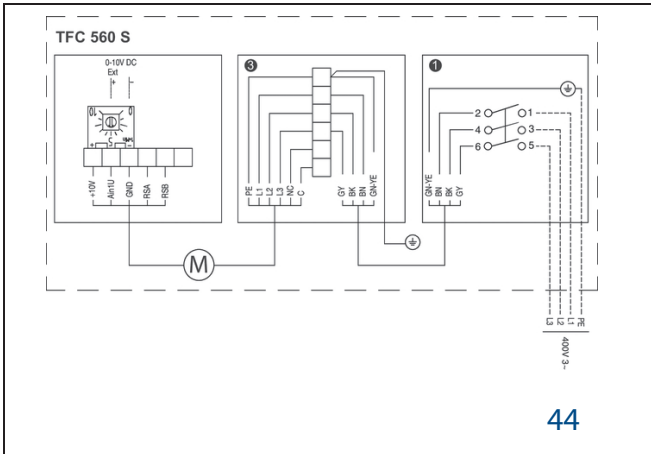 TFC 560 S
0-10V DC
Ext
+ -
10 0
+ -
+10V
Ain1U
GND
RSA
RSB
M
3
PE
L1
L2
L3
NC
C
GY
BK
BN
GN-YE
1
2 1
4 3
6 5
GN-YE
BN
BK
GY
L3
L2
L1
PE
400V 3~
44